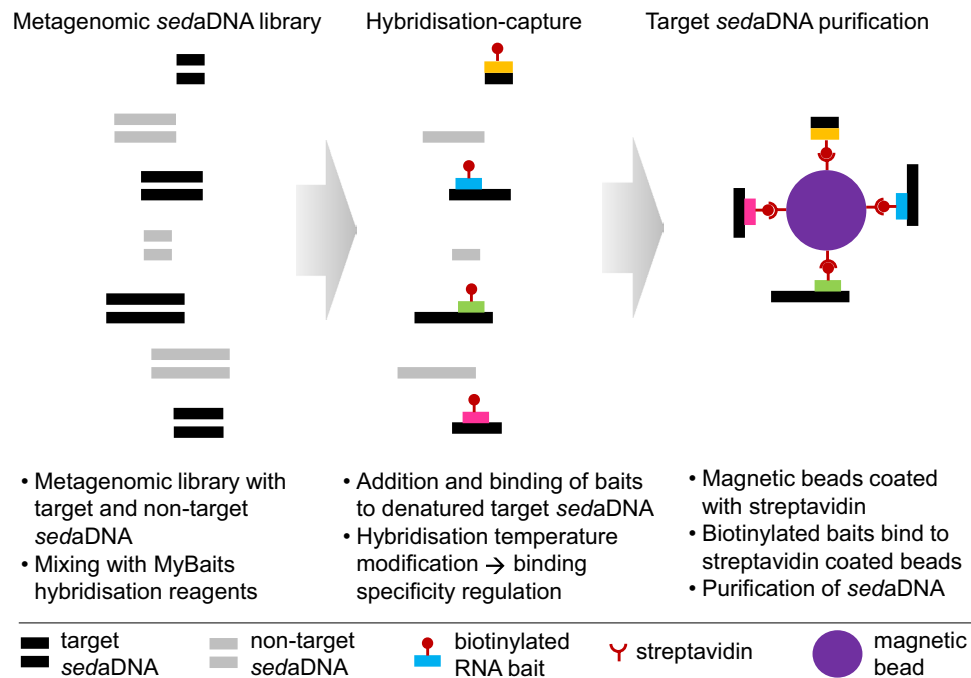 Metagenomic sedaDNA library
Hybridisation-capture
Target sedaDNA purification
• Metagenomic library with
target and non-target
sedaDNA
• Mixing with MyBaits
hybridisation reagents
• Addition and binding of baits
to denatured target sedaDNA
• Hybridisation temperature
modification → binding
specificity regulation
• Magnetic beads coated
with streptavidin
• Biotinylated baits bind to
streptavidin coated beads
• Purification of sedaDNA
target
sedaDNA
non-target
sedaDNA
biotinylated
RNA bait
streptavidin
magnetic
bead